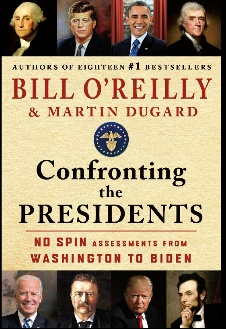 AUTHORS OF EIGHTEEN #1 BESTSELLERS
BILL O'REILLY
& MARTIN DUGARD
Confronting
the
PRESIDENTS
NO SPIN ASSESSMENTS FROM
WASHINGTON TO BIDEN